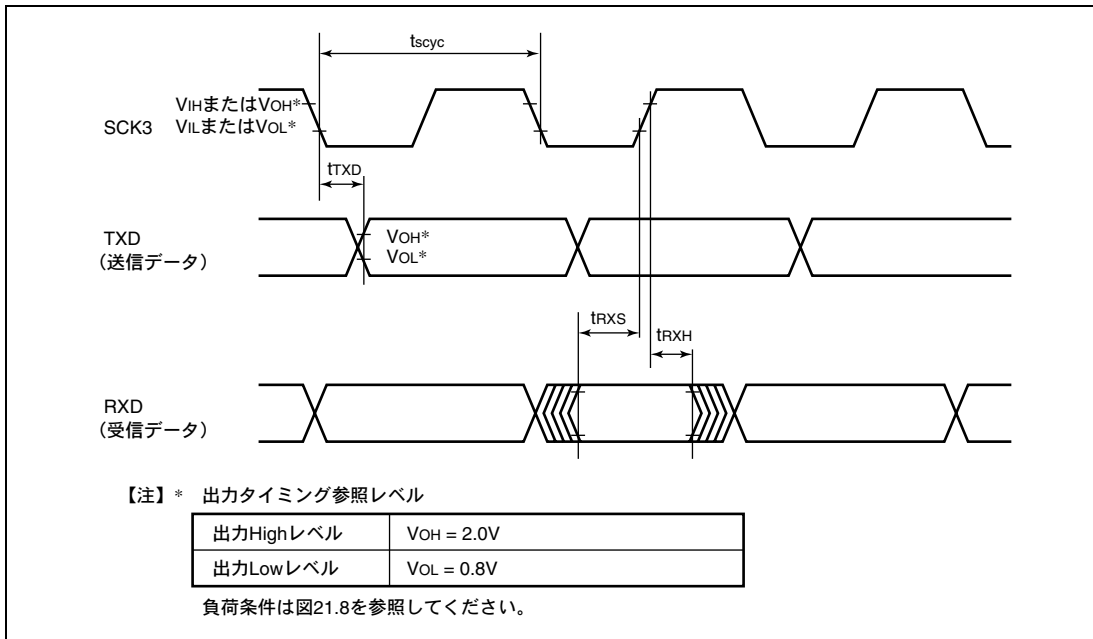 tscyc
VIHまたはVOH*
SCK3
VILまたはVOL*
tTXD
TXD
(送信データ)
VOH*
VOL*
tRXS
tRXH
RXD
(受信データ)
【注】* 出力タイミング参照レベル
出力Highレベル VOH = 2.0V
出力Lowレベル VOL = 0.8V
負荷条件は図21.8を参照してください。